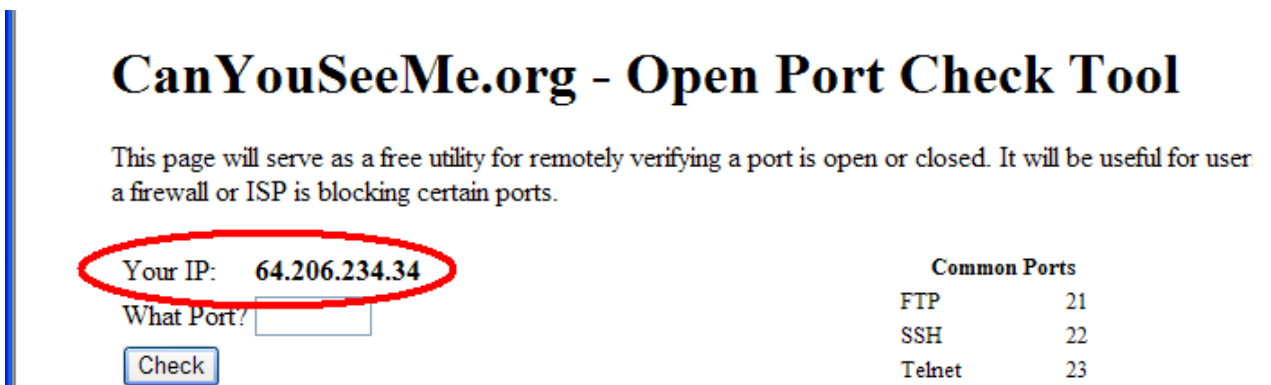 CanYouSeeMe.org - Open Port Check Tool
This page will serve as a free utility for remotely verifying a port is open or closed. It will be useful for user
a firewall or ISP is blocking certain ports.
Your IP: 64.206.234.34
What Port?
Check
Common Ports
FTP 21
SSH 22
Telnet 23